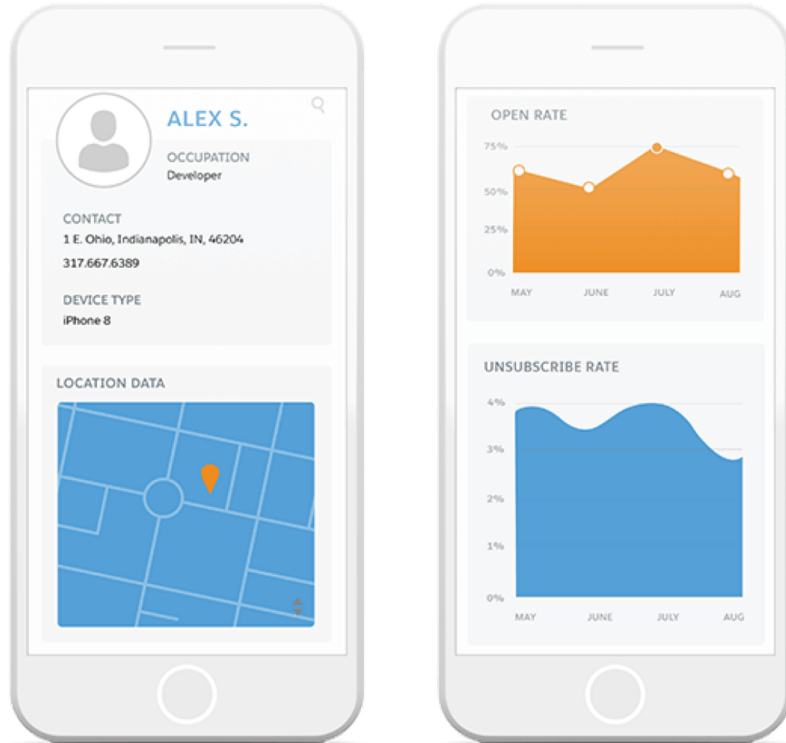 ALEX S.
OCCUPATION
Developer
CONTACT
1 E. Ohio, Indianapolis, IN, 46204
317.667.6389
DEVICE TYPE
iPhone 8
LOCATION DATA
OPEN RATE
75%
50%
25%
0%
MAY JUNE JULY AUG
UNSUBSCRIBE RATE
4%
3%
2%
1%
0%
MAY JUNE JULY AUG